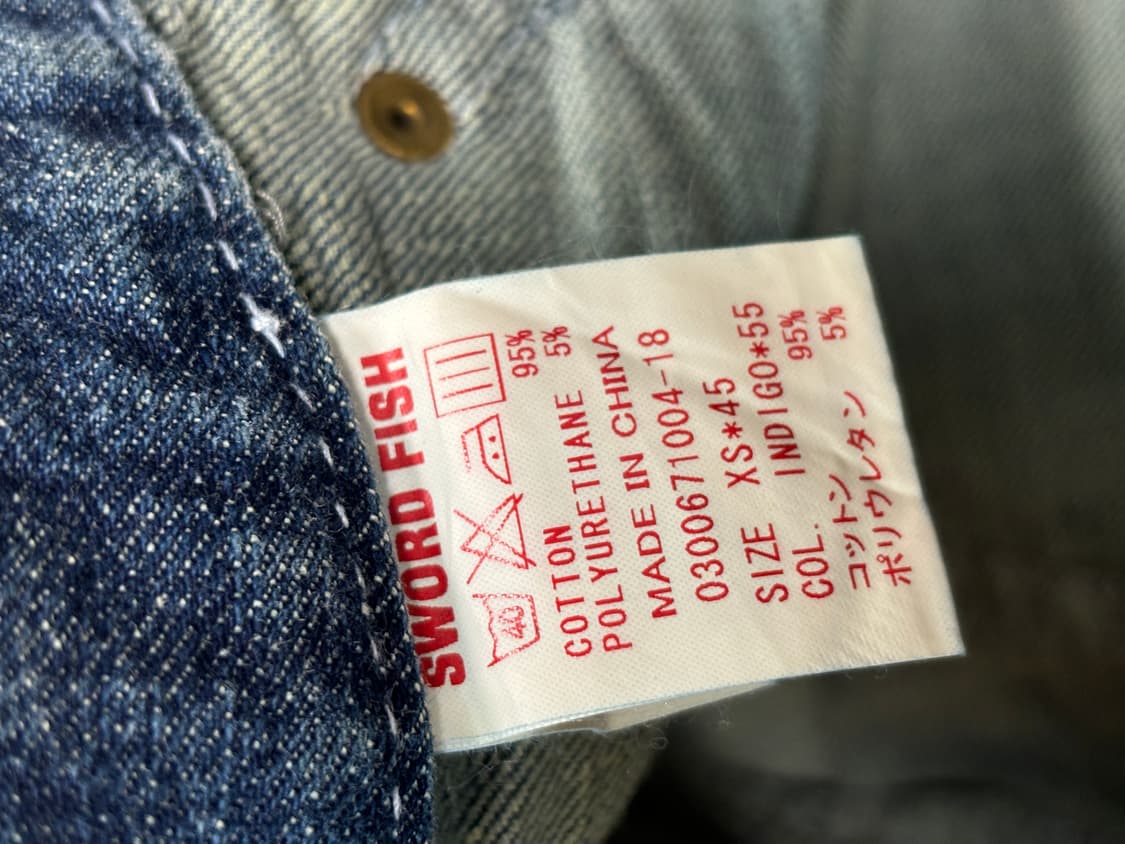 SWORD FISH
40
COTTON 95%
POLYURETHANE 5%
MADE IN CHINA
0300671004-18
SIZE XS*45
COL. INDIGO*55
コットン 95%
ポリウレタン 5%